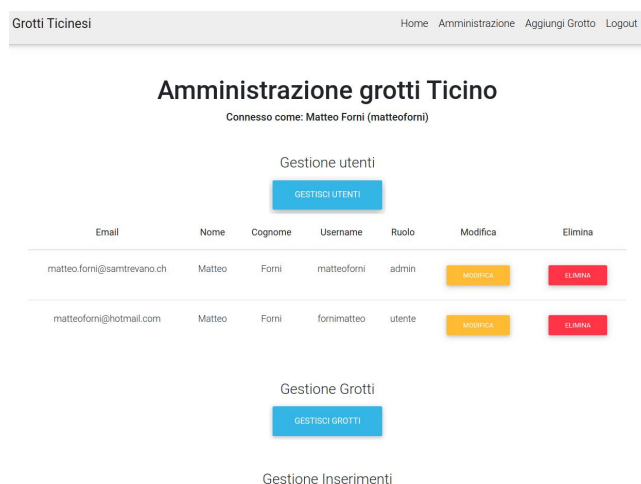 Grotti Ticinesi Home Amministrazione Aggiungi Grotto Logout
Amministrazione grotti Ticino
Connesso come: Matteo Forni (matteoforni)
Gestione utenti
GESTISCI UTENTI
Email Nome Cognome Username Ruolo Modifica Elimina
matteo.forni@samtrevano.ch Matteo Forni matteoforni admin MODIFICA ELIMINA
matteoforni@hotmail.com Matteo Forni fornimatteo utente MODIFICA ELIMINA
Gestione Grotti
GESTISCI GROTTI
Gestione Inserimenti